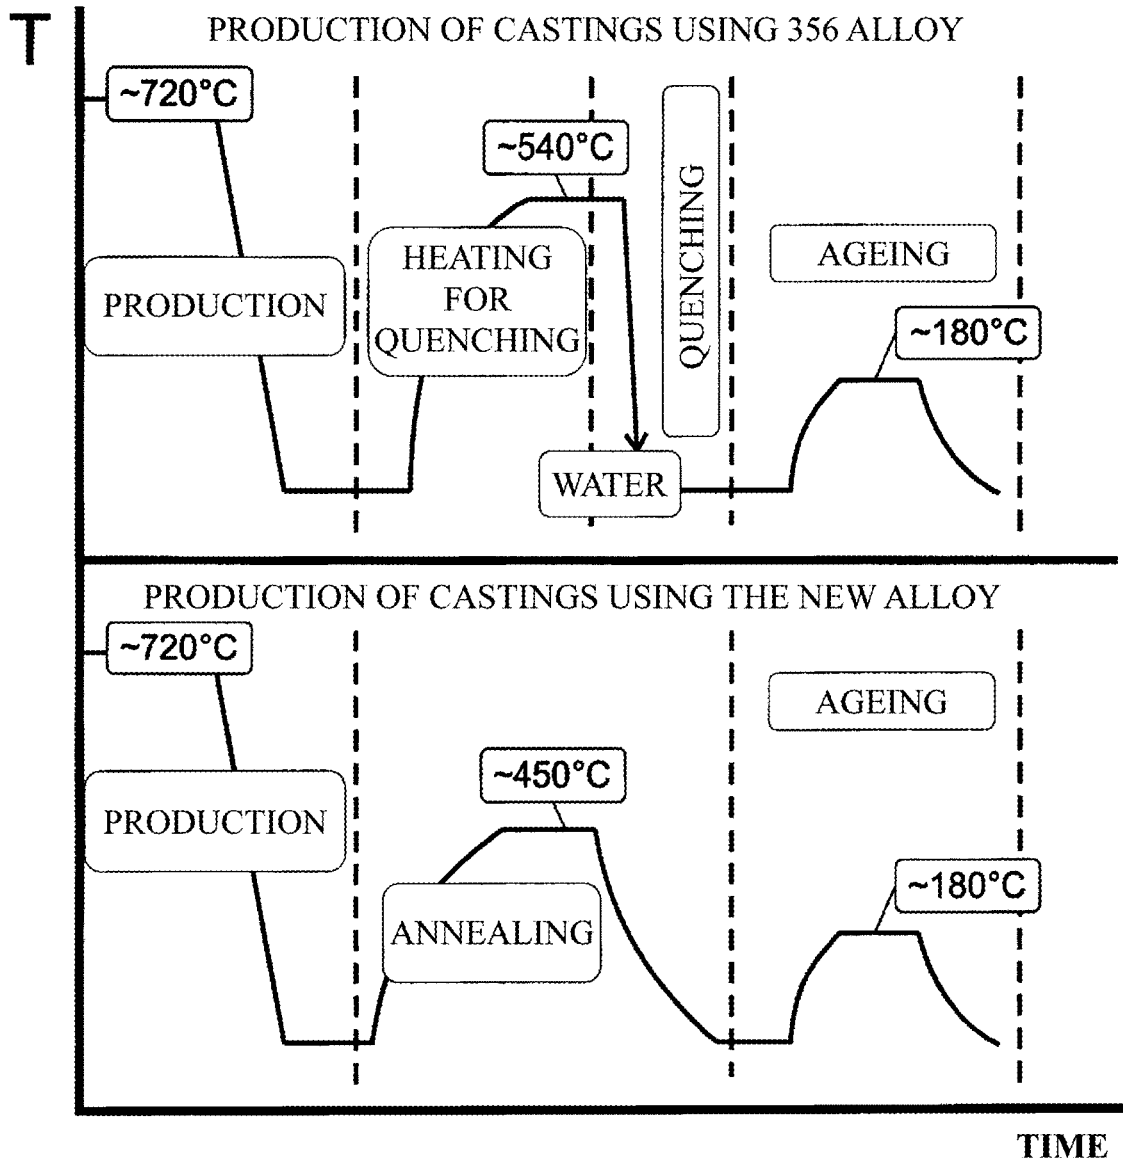 T
PRODUCTION OF CASTINGS USING 356 ALLOY
~720°C
~540°C
QUENCHING
PRODUCTION
HEATING
FOR
QUENCHING
AGEING
~180°C
WATER
PRODUCTION OF CASTINGS USING THE NEW ALLOY
~720°C
AGEING
~450°C
PRODUCTION
~180°C
ANNEALING
TIME